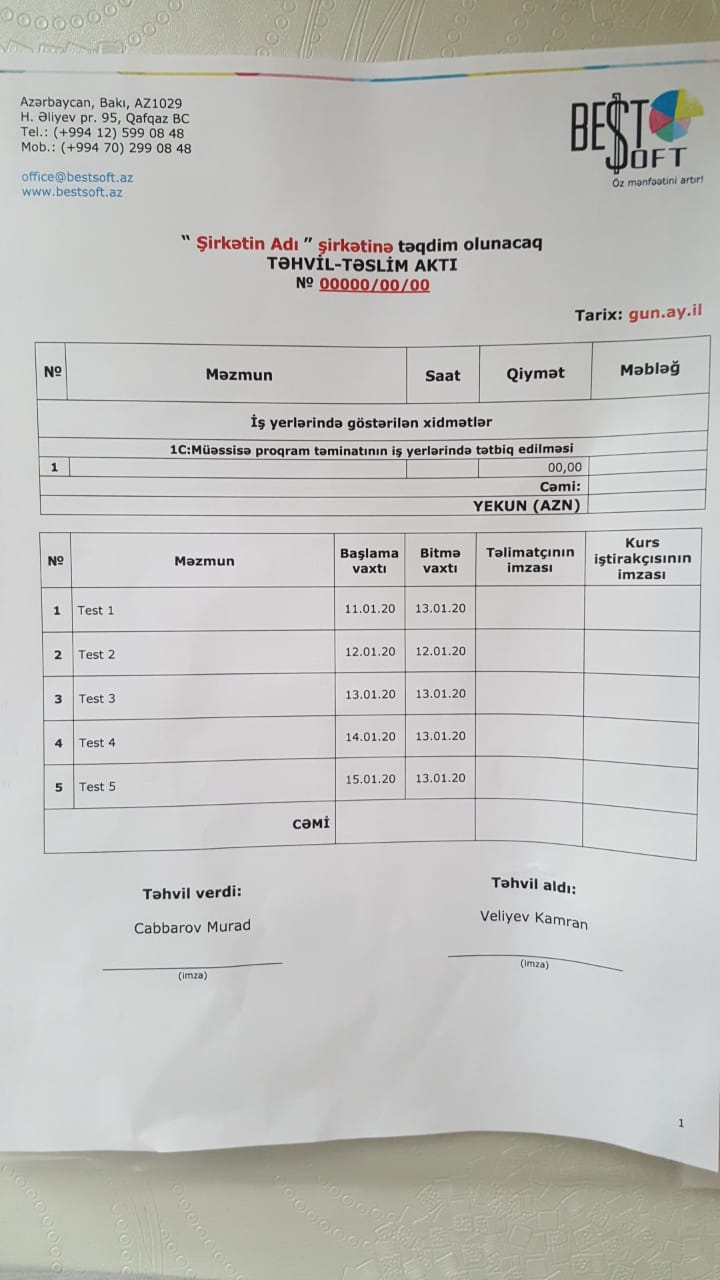 Azərbaycan, Bakı, AZ1029
H. Əliyev pr. 95, Qafqaz BC
Tel.: (+994 12) 599 08 48
Mob.: (+994 70) 299 08 48
office@bestsoft.az
www.bestsoft.az
BE$T
SOFT
Öz mənfəətini artır!
“ Şirkətin Adı ” şirkətinə təqdim olunacaq
TƏHVİL-TƏSLİM AKTI
№ 00000/00/00
Tarix: gun.ay.il
№ Məzmun Saat Qiymət Məbləğ
İş yerlərində göstərilən xidmətlər
1C:Müəssisə proqram təminatının iş yerlərində tətbiq edilməsi
1 00,00
Cəmi:
YEKUN (AZN)
№ Məzmun Başlama vaxtı Bitmə vaxtı Təlimatçının imzası Kurs iştirakçısının imzası
1 Test 1 11.01.20 13.01.20
2 Test 2 12.01.20 12.01.20
3 Test 3 13.01.20 13.01.20
4 Test 4 14.01.20 13.01.20
5 Test 5 15.01.20 13.01.20
CƏMİ
Təhvil verdi: Təhvil aldı:
Cabbarov Murad Veliyev Kamran
(imza) (imza)
1